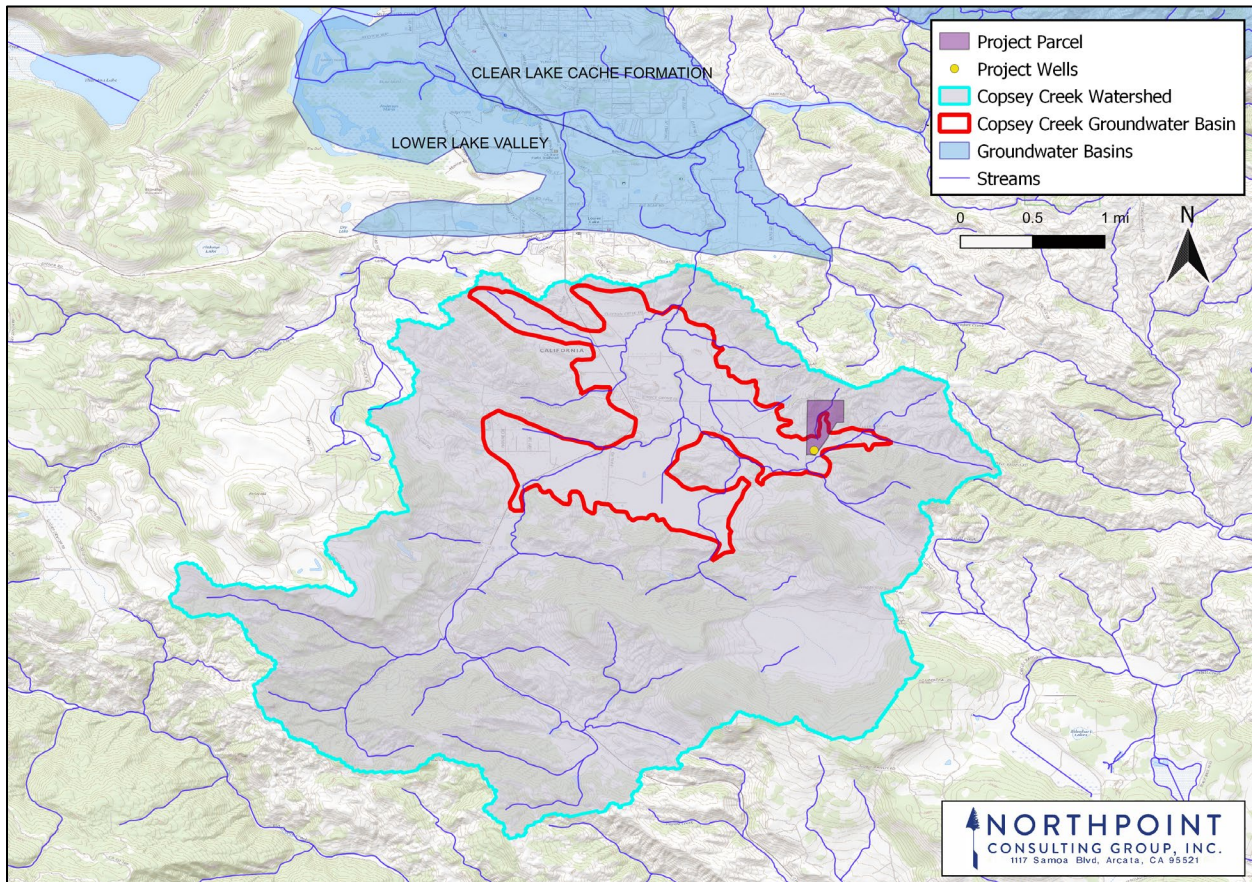 CLEAR LAKE CACHE FORMATION
LOWER LAKE VALLEY
Project Parcel
Project Wells
Copsey Creek Watershed
Copsey Creek Groundwater Basin
Groundwater Basins
Streams
0 0.5 1 mi
N
CALIFORNIA
NORTHPOINT
CONSULTING GROUP, INC.
1117 Samoa Blvd, Arcata, CA 95521